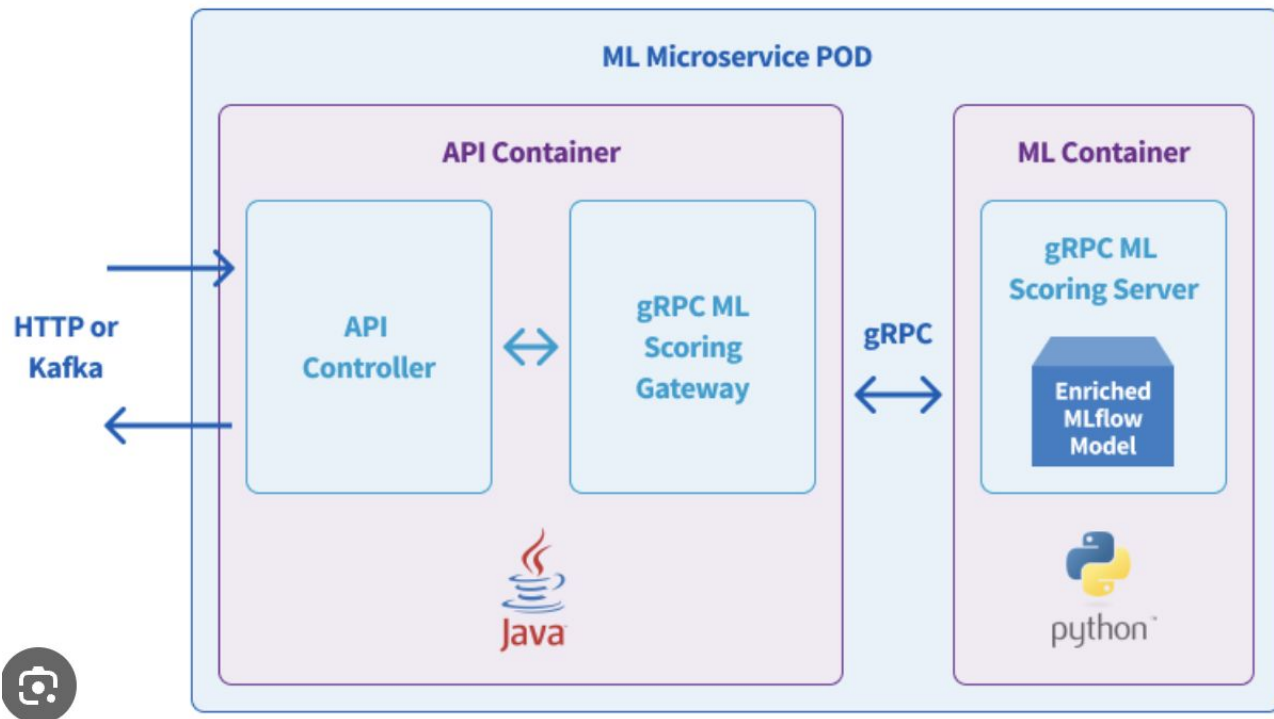 ML Microservice POD
API Container
ML Container
HTTP or
Kafka
API
Controller
gRPC ML
Scoring
Gateway
gRPC
gRPC ML
Scoring Server
Enriched
MLflow
Model
Java
python™